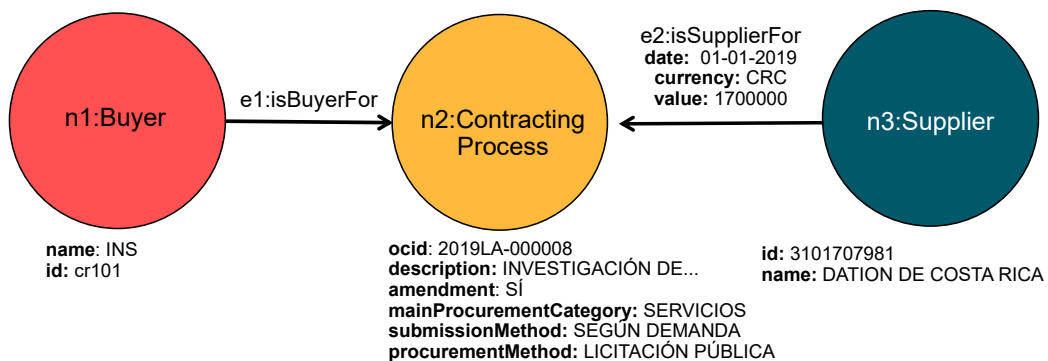 e2:isSupplierFor
date: 01-01-2019
currency: CRC
value: 1700000
e1:isBuyerFor
n1:Buyer
n2:Contracting
Process
n3:Supplier
name: INS
id: cr101
ocid: 2019LA-000008
description: INVESTIGACIÓN DE...
amendment: SÍ
mainProcurementCategory: SERVICIOS
submissionMethod: SEGÚN DEMANDA
procurementMethod: LICITACIÓN PÚBLICA
id: 3101707981
name: DATION DE COSTA RICA